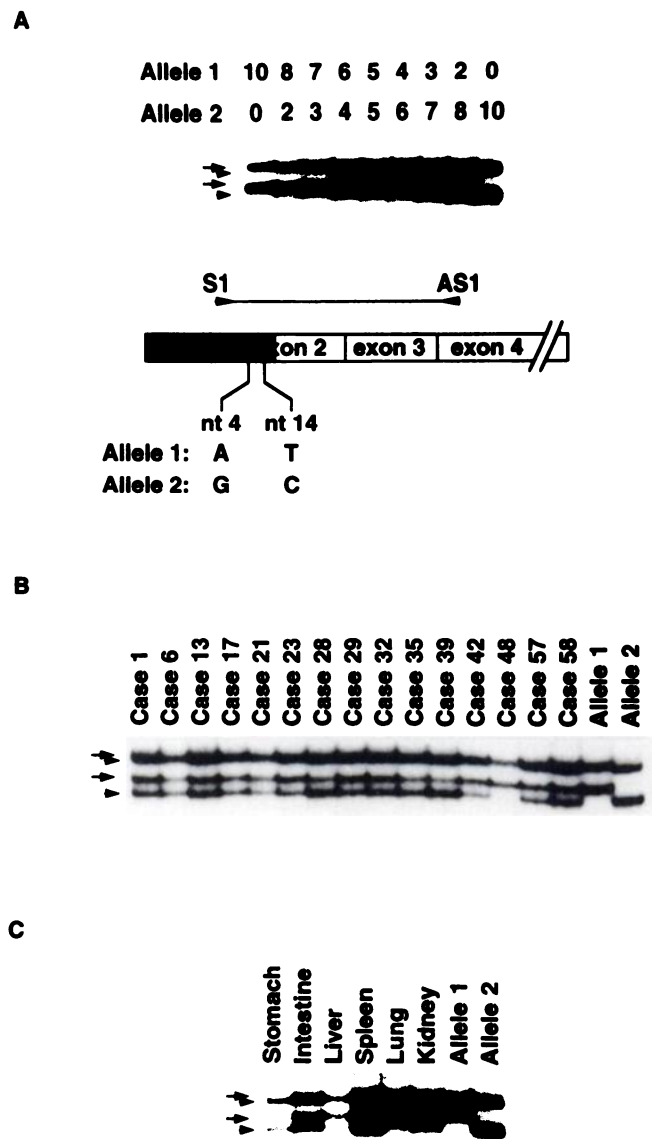 A
Allele 1 10 8 7 6 5 4 3 2 0
Allele 2 0 2 3 4 5 6 7 8 10
S1 AS1
xon 2 exon 3 exon 4
nt 4 nt 14
Allele 1: A T
Allele 2: G C
B
Case 1
Case 6
Case 13
Case 17
Case 21
Case 23
Case 28
Case 29
Case 32
Case 35
Case 39
Case 42
Case 48
Case 57
Case 58
Allele 1
Allele 2
C
Stomach
Intestine
Liver
Spleen
Lung
Kidney
Allele 1
Allele 2